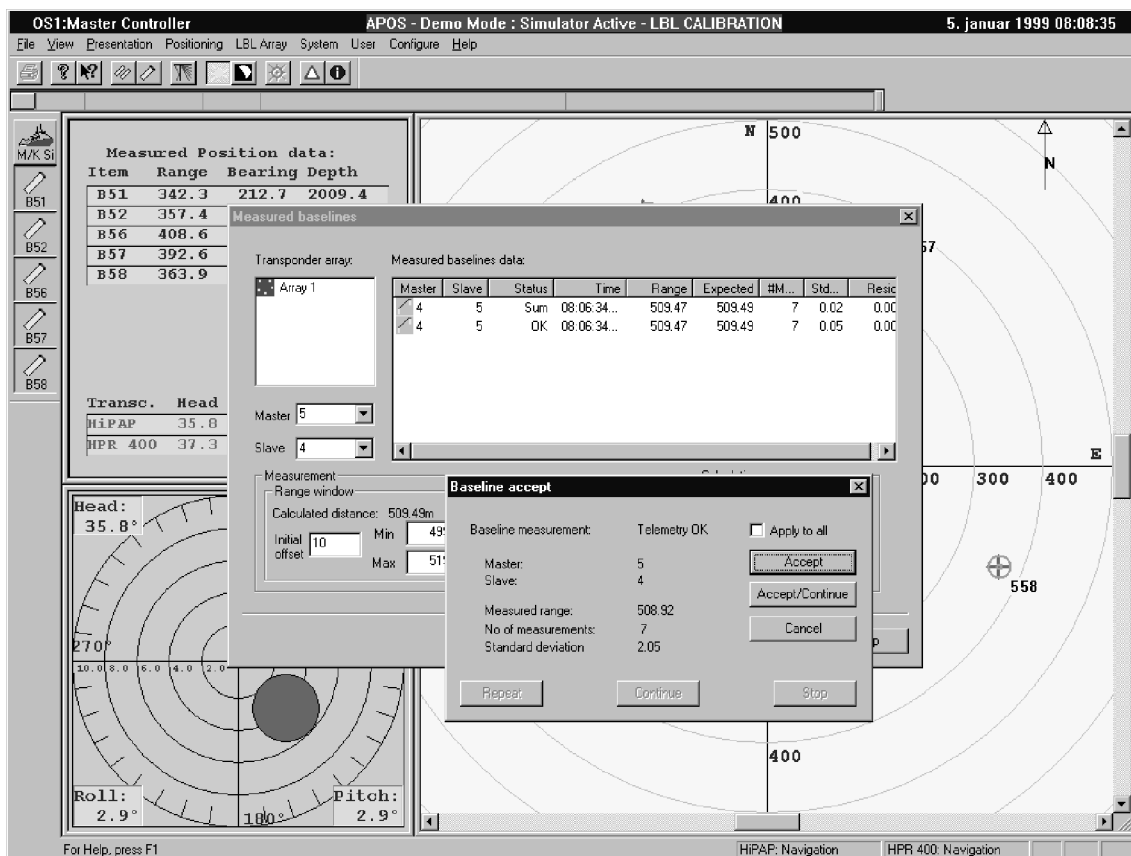 OS1:Master Controller APOS - Demo Mode : Simulator Active - LBL CALIBRATION 5. januar 1999 08:08:35
File View Presentation Positioning LBL Array System User Configure Help
M/K Si
B51
B52
B56
B57
B58
Measured Position data:
Item Range Bearing Depth
B51 342.3 212.7 2009.4
B52 357.4
B56 408.6
B57 392.6
B58 363.9
Transc. Head
HiPAP 35.8
HPR 400 37.3
N 500
400
N
57
E
00 300 400
558
400
Measured baselines
Transponder array: Measured baselines data:
Array 1
Master Slave Status Time Range Expected #M... Std... Resic
4 5 Sum 08:06:34... 509.47 509.49 7 0.02 0.00
4 5 OK 08:06:34... 509.47 509.49 7 0.05 0.00
Master 5
Slave 4
Measurement
Range window
Calculated distance: 509.49m
Initial offset 10
Min 49
Max 51
Baseline accept
Baseline measurement: Telemetry OK
Apply to all
Master: 5
Slave: 4
Measured range: 508.92
No of measurements: 7
Standard deviation 2.05
Accept
Accept/Continue
Cancel
Repeat Continue Stop
p
Head:
35.8°
270°
10.0 8.0 6.0 4.0 2.0
Roll:
2.9°
180°
Pitch:
2.9°
For Help, press F1 HiPAP: Navigation HPR 400: Navigation